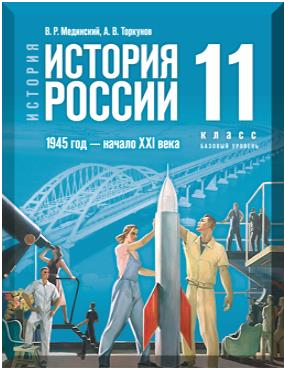 В. Р. Мединский, А. В. Торкунов
ИСТОРИЯ
ИСТОРИЯ
РОССИИ
11
КЛАСС
БАЗОВЫЙ УРОВЕНЬ
1945 год — начало XXI века